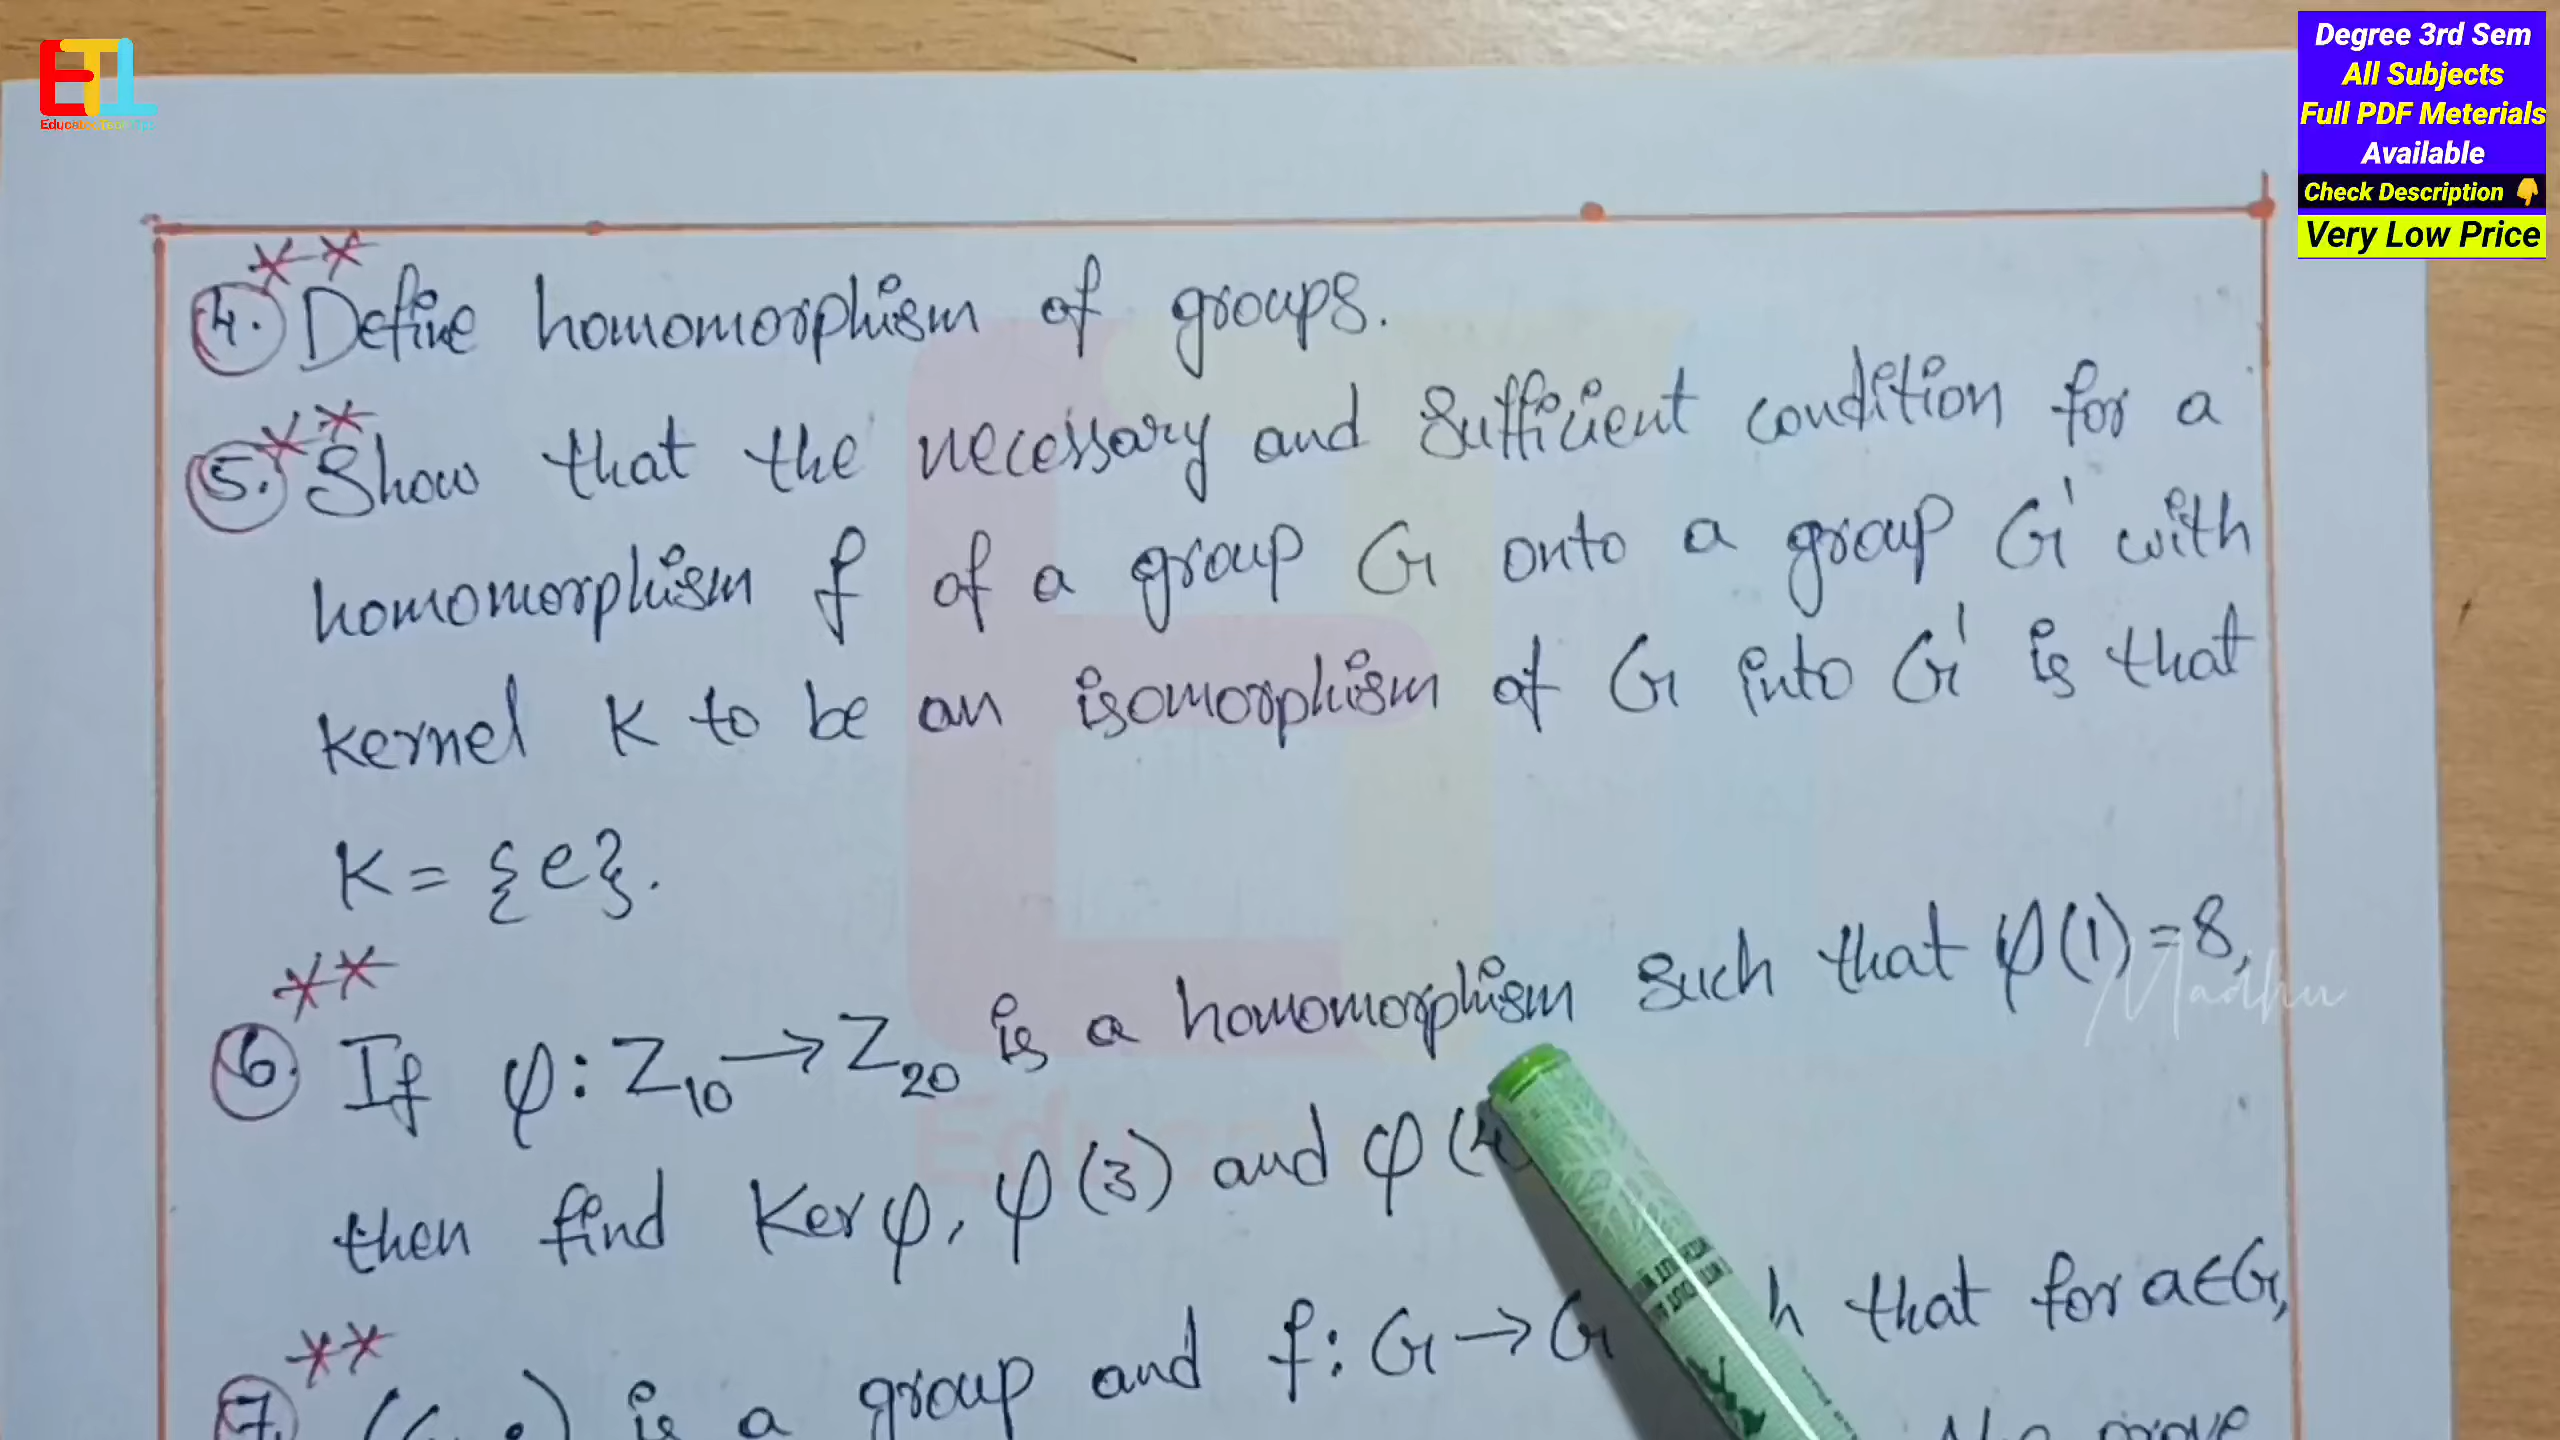 ETT
Degree 3rd Sem
All Subjects
Full PDF Meterials
Available
Check Description 👇
Very Low Price
4. Define homomorphism of groups.
5. Show that the necessary and sufficient condition for a
homomorphism f of a group G onto a group G' with
kernel K to be an isomorphism of G into G' is that
K = {e}.
6. If φ: Z10 → Z20 is a homomorphism such that φ(1)=8,
Madhu
then find Ker φ, φ(3) and φ(4
7. is a group and f: G → G that for a∈G,
prove